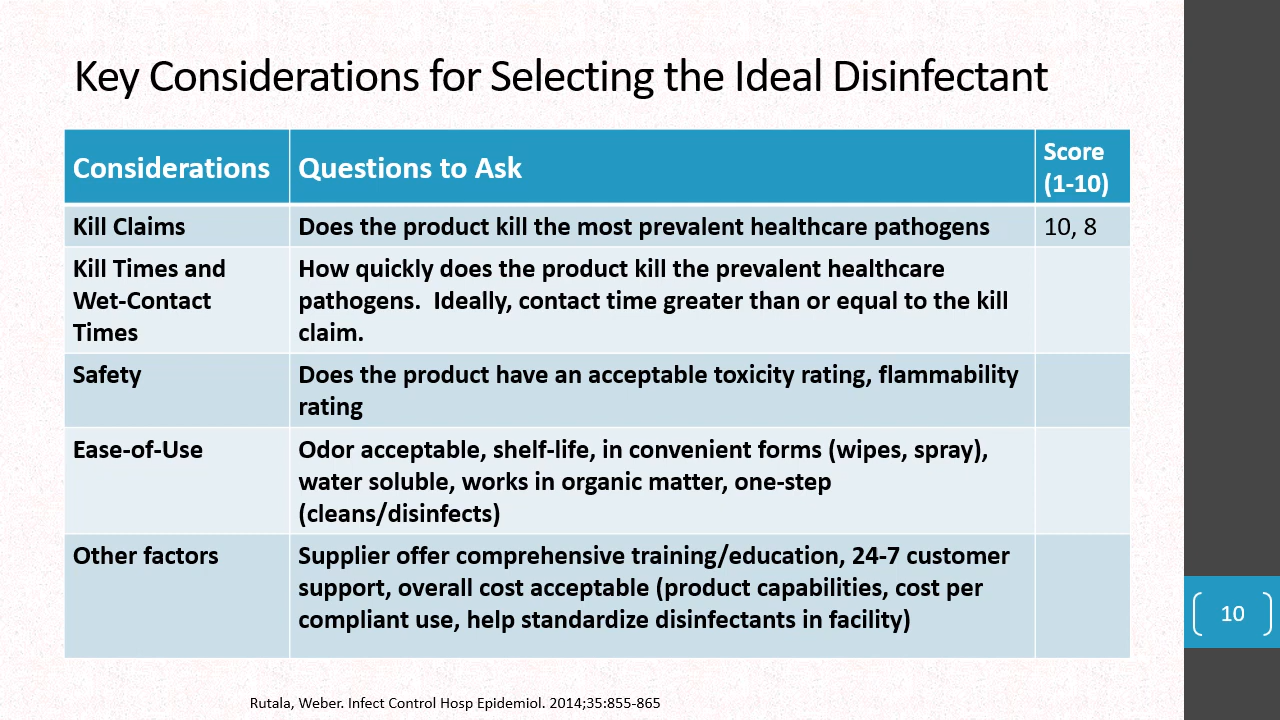 Key Considerations for Selecting the Ideal Disinfectant
Considerations
Questions to Ask
Score
(1-10)
Kill Claims
Does the product kill the most prevalent healthcare pathogens
10, 8
Kill Times and
Wet-Contact
Times
How quickly does the product kill the prevalent healthcare
pathogens.  Ideally, contact time greater than or equal to the kill
claim.
Safety
Does the product have an acceptable toxicity rating, flammability
rating
Ease-of-Use
Odor acceptable, shelf-life, in convenient forms (wipes, spray),
water soluble, works in organic matter, one-step
(cleans/disinfects)
Other factors
Supplier offer comprehensive training/education, 24-7 customer
support, overall cost acceptable (product capabilities, cost per
compliant use, help standardize disinfectants in facility)
10
Rutala, Weber. Infect Control Hosp Epidemiol. 2014;35:855-865